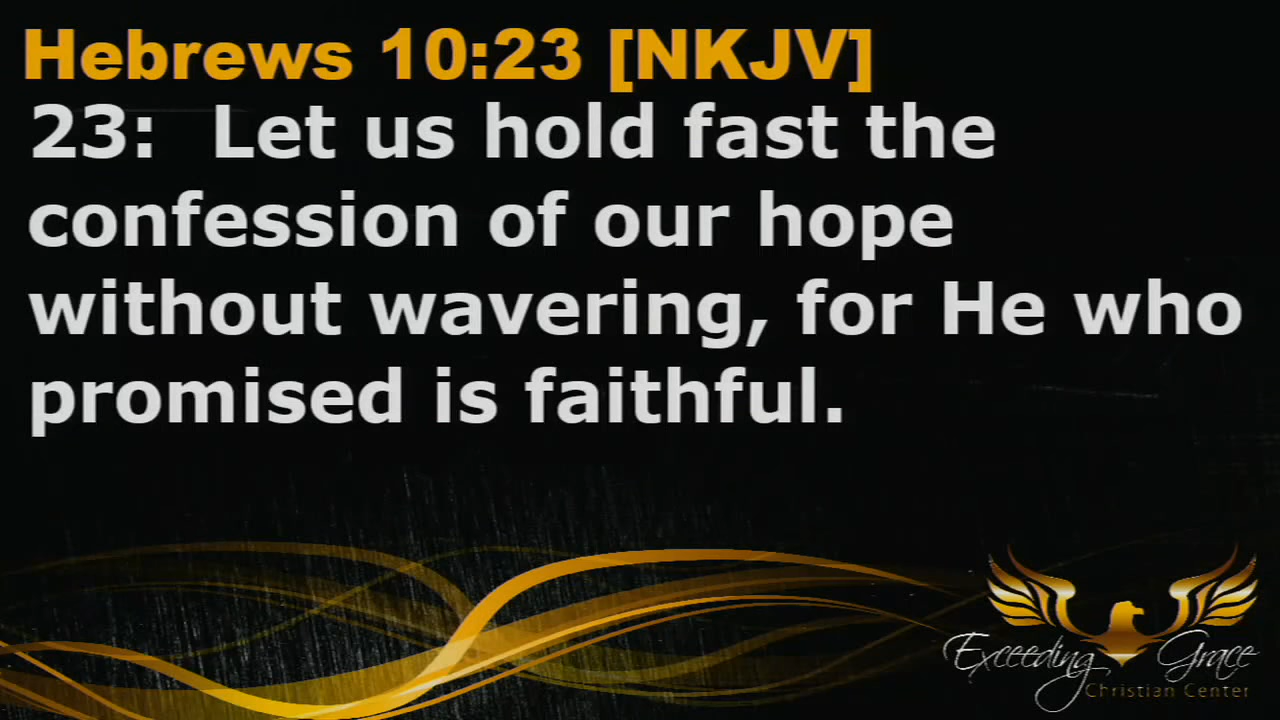 Hebrews 10:23 [NKJV]
23: Let us hold fast the
confession of our hope
without wavering, for He who
promised is faithful.
Exceeding Grace
Christian Center